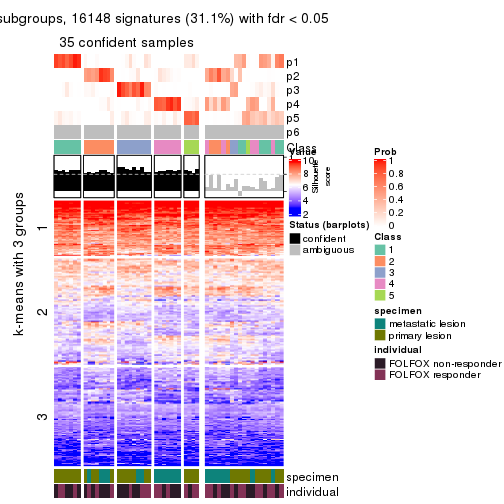 subgroups, 16148 signatures (31.1%) with fdr < 0.05
35 confident samples
p1
p2
p3
p4
p5
p6
Class
1
0
Silhouette
score
k-means with 3 groups
1
2
3
specimen
individual
Value
10
8
6
4
2
Status (barplots)
confident
ambiguous
Prob
1
0.8
0.6
0.4
0.2
0
Class
1
2
3
4
5
specimen
metastatic lesion
primary lesion
individual
FOLFOX non-responder
FOLFOX responder